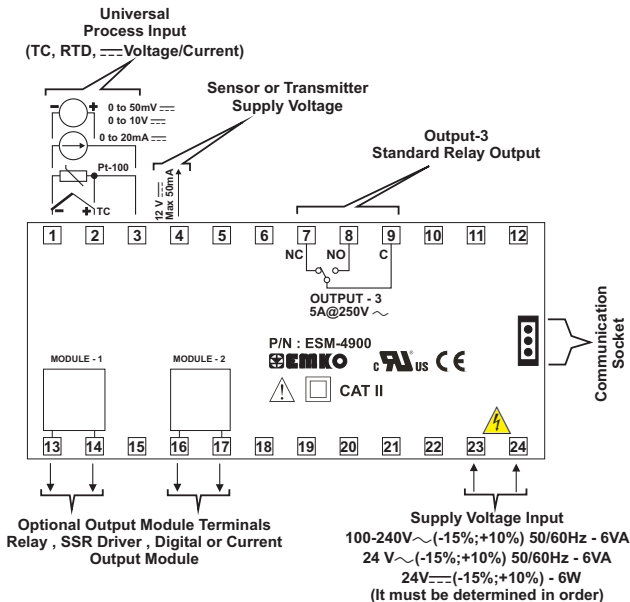 Universal
Process Input
(TC, RTD, ⎓Voltage/Current)
Sensor or Transmitter
Supply Voltage
Output-3
Standard Relay Output
- + 0 to 50mV ⎓
0 to 10V ⎓
0 to 20mA ⎓
Pt-100
- + TC
12 V ⎓
Max 50mA
1 2 3 4 5 6 7 8 9 10 11 12
NC NO C
OUTPUT - 3
5A@250V ~
P/N : ESM-4900
EMKO c RU US CE
CAT II
MODULE - 1
MODULE - 2
Communication
Socket
13 14 15 16 17 18 19 20 21 22 23 24
Optional Output Module Terminals
Relay , SSR Driver , Digital or Current
Output Module
Supply Voltage Input
100-240V~(-15%;+10%) 50/60Hz - 6VA
24 V~(-15%;+10%) 50/60Hz - 6VA
24V⎓(-15%;+10%) - 6W
(It must be determined in order)